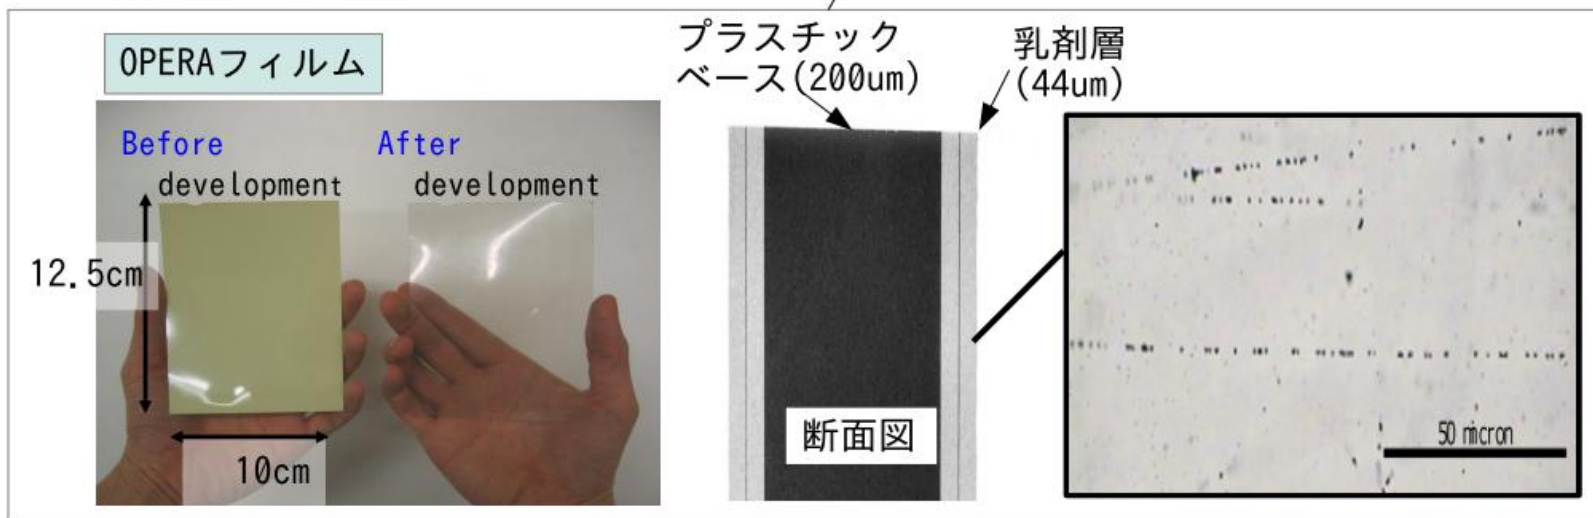 OPERAフィルム
Before
development
After
development
12.5cm
10cm
プラスチック
ベース(200um)
乳剤層
(44um)
断面図
50 micron